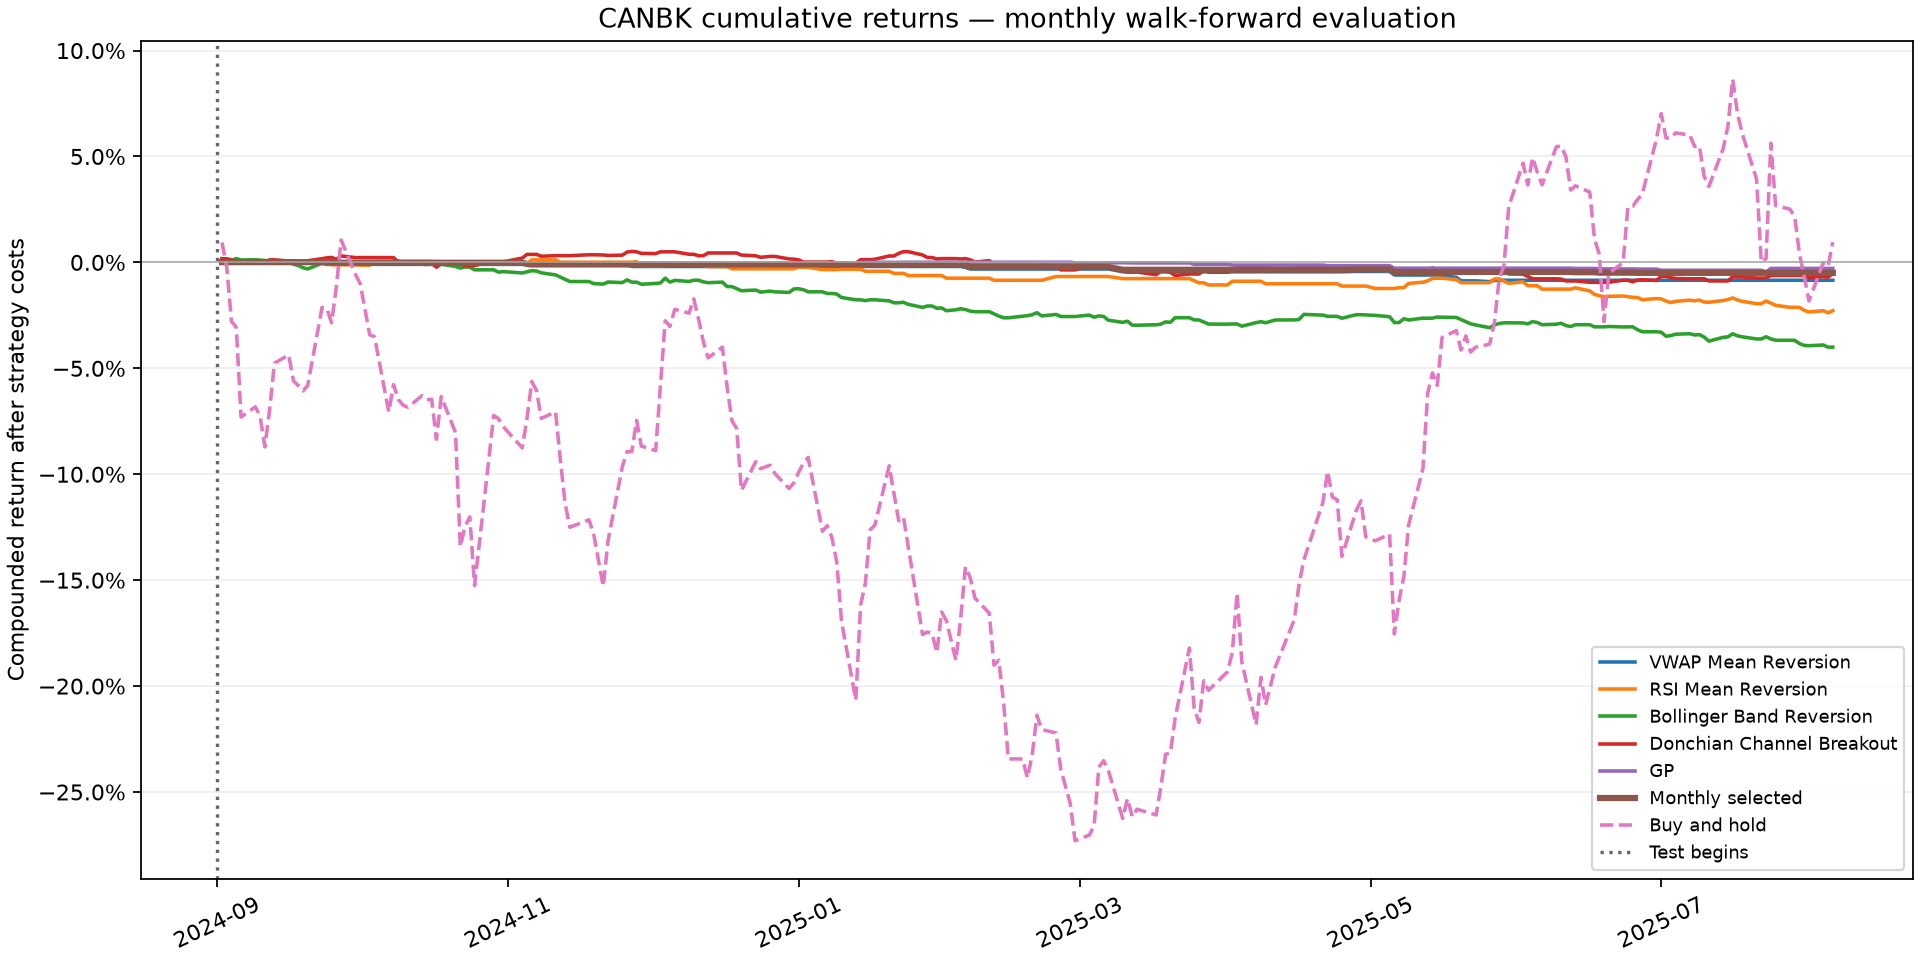 CANBK cumulative returns — monthly walk-forward evaluation
Compounded return after strategy costs
10.0%
5.0%
0.0%
−5.0%
−10.0%
−15.0%
−20.0%
−25.0%
2024-09
2024-11
2025-01
2025-03
2025-05
2025-07
VWAP Mean Reversion
RSI Mean Reversion
Bollinger Band Reversion
Donchian Channel Breakout
GP
Monthly selected
Buy and hold
Test begins